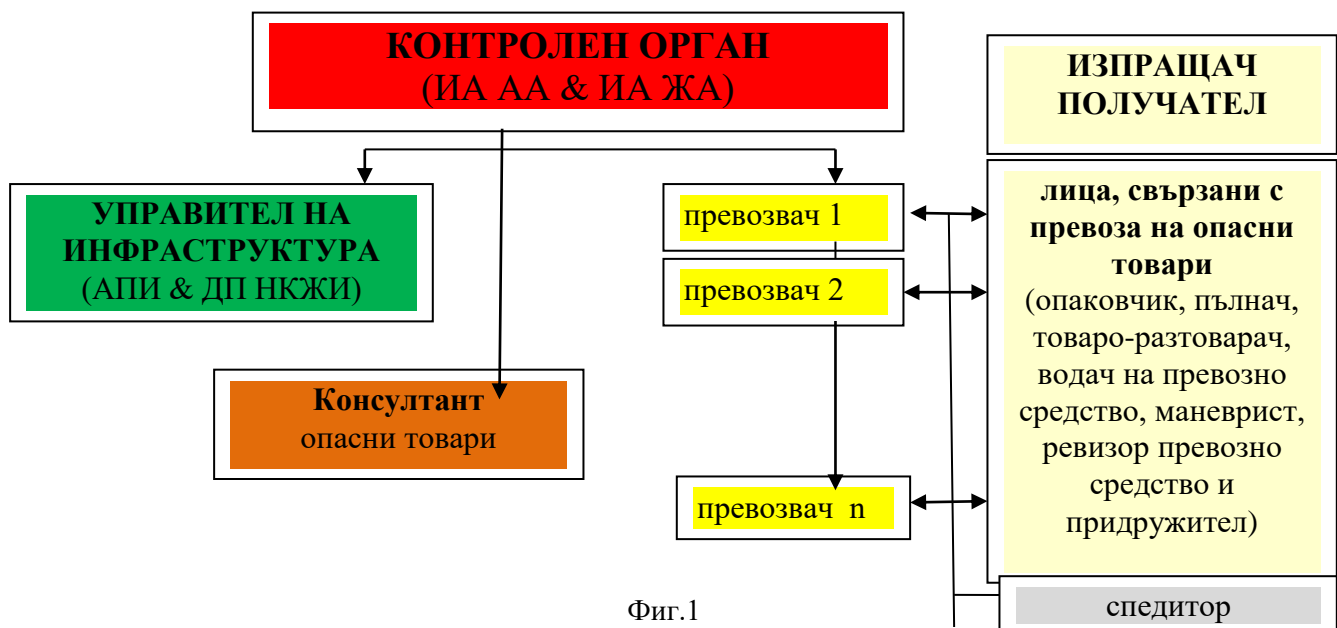 КОНТРОЛЕН ОРГАН
(ИА АА & ИА ЖА)
ИЗПРАЩАЧ
ПОЛУЧАТЕЛ
УПРАВИТЕЛ НА
ИНФРАСТРУКТУРА
(АПИ & ДП НКЖИ)
превозвач 1
превозвач 2
лица, свързани с
превоза на опасни
товари
(опаковчик, пълнач,
товаро-разтоварач,
водач на превозно
средство, маневрист,
ревизор превозно
средство и
придружител)
Консултант
опасни товари
превозвач n
спедитор
Фиг.1